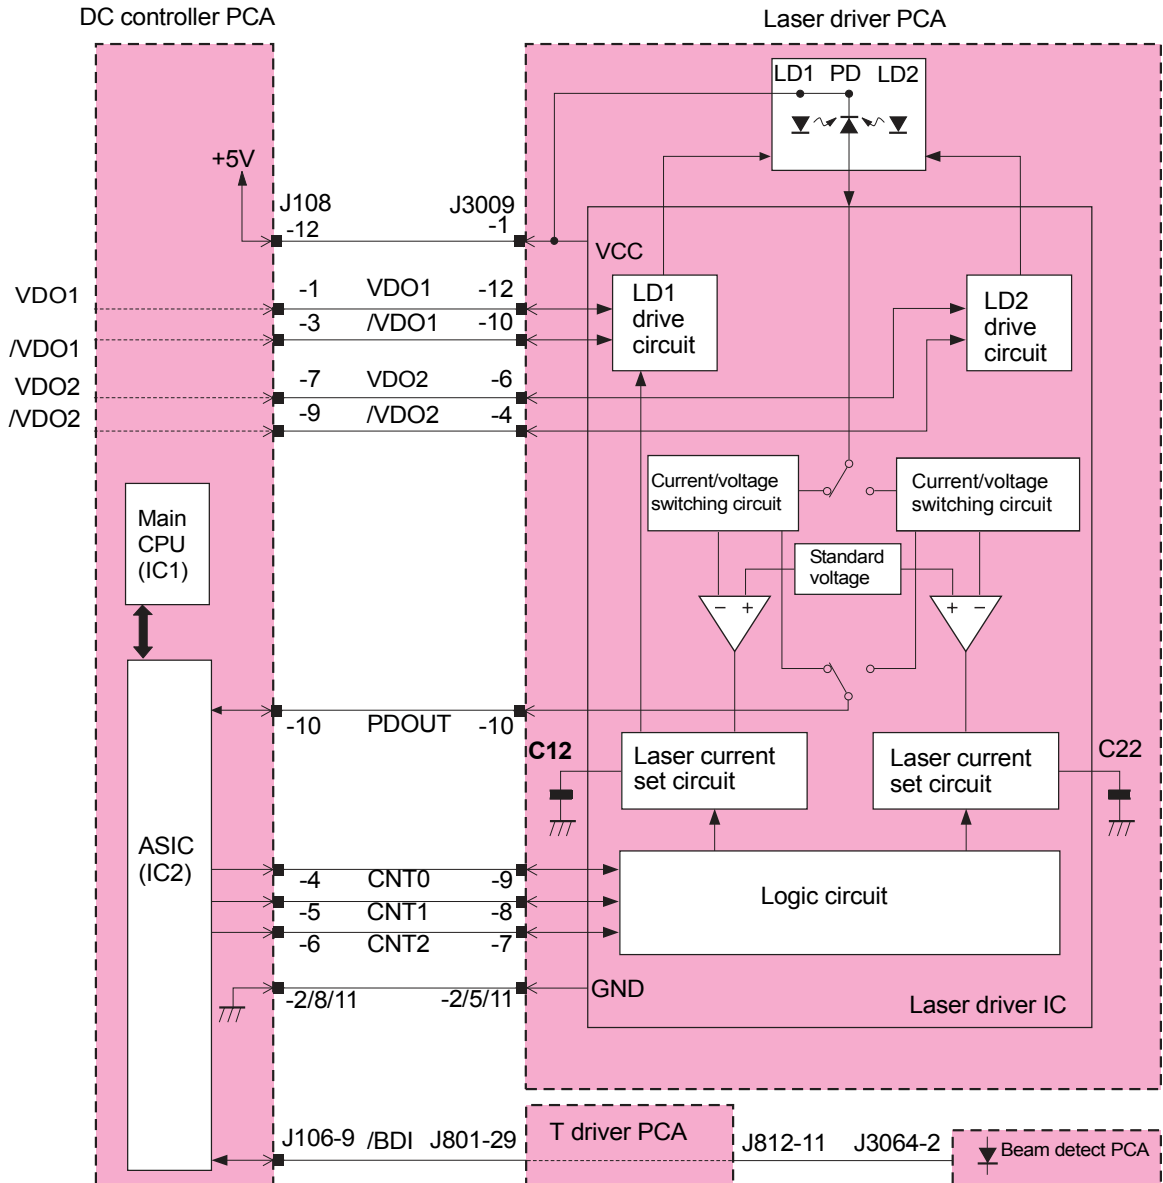 DC controller PCA
Laser driver PCA
LD1 PD LD2
+5V
J108 J3009
-12 -1
VCC
VDO1
-1 VDO1 -12
LD1
drive
circuit
LD2
drive
circuit
/VDO1
-3 /VDO1 -10
VDO2
-7 VDO2 -6
/VDO2
-9 /VDO2 -4
Current/voltage
switching circuit
Current/voltage
switching circuit
Main
CPU
(IC1)
Standard
voltage
− +
+ −
-10 PDOUT -10
C12
Laser current
set circuit
Laser current
set circuit
C22
ASIC
(IC2)
-4 CNT0 -9
-5 CNT1 -8
-6 CNT2 -7
Logic circuit
-2/8/11 -2/5/11
GND
Laser driver IC
J106-9 /BDI J801-29
T driver PCA
J812-11 J3064-2
Beam detect PCA